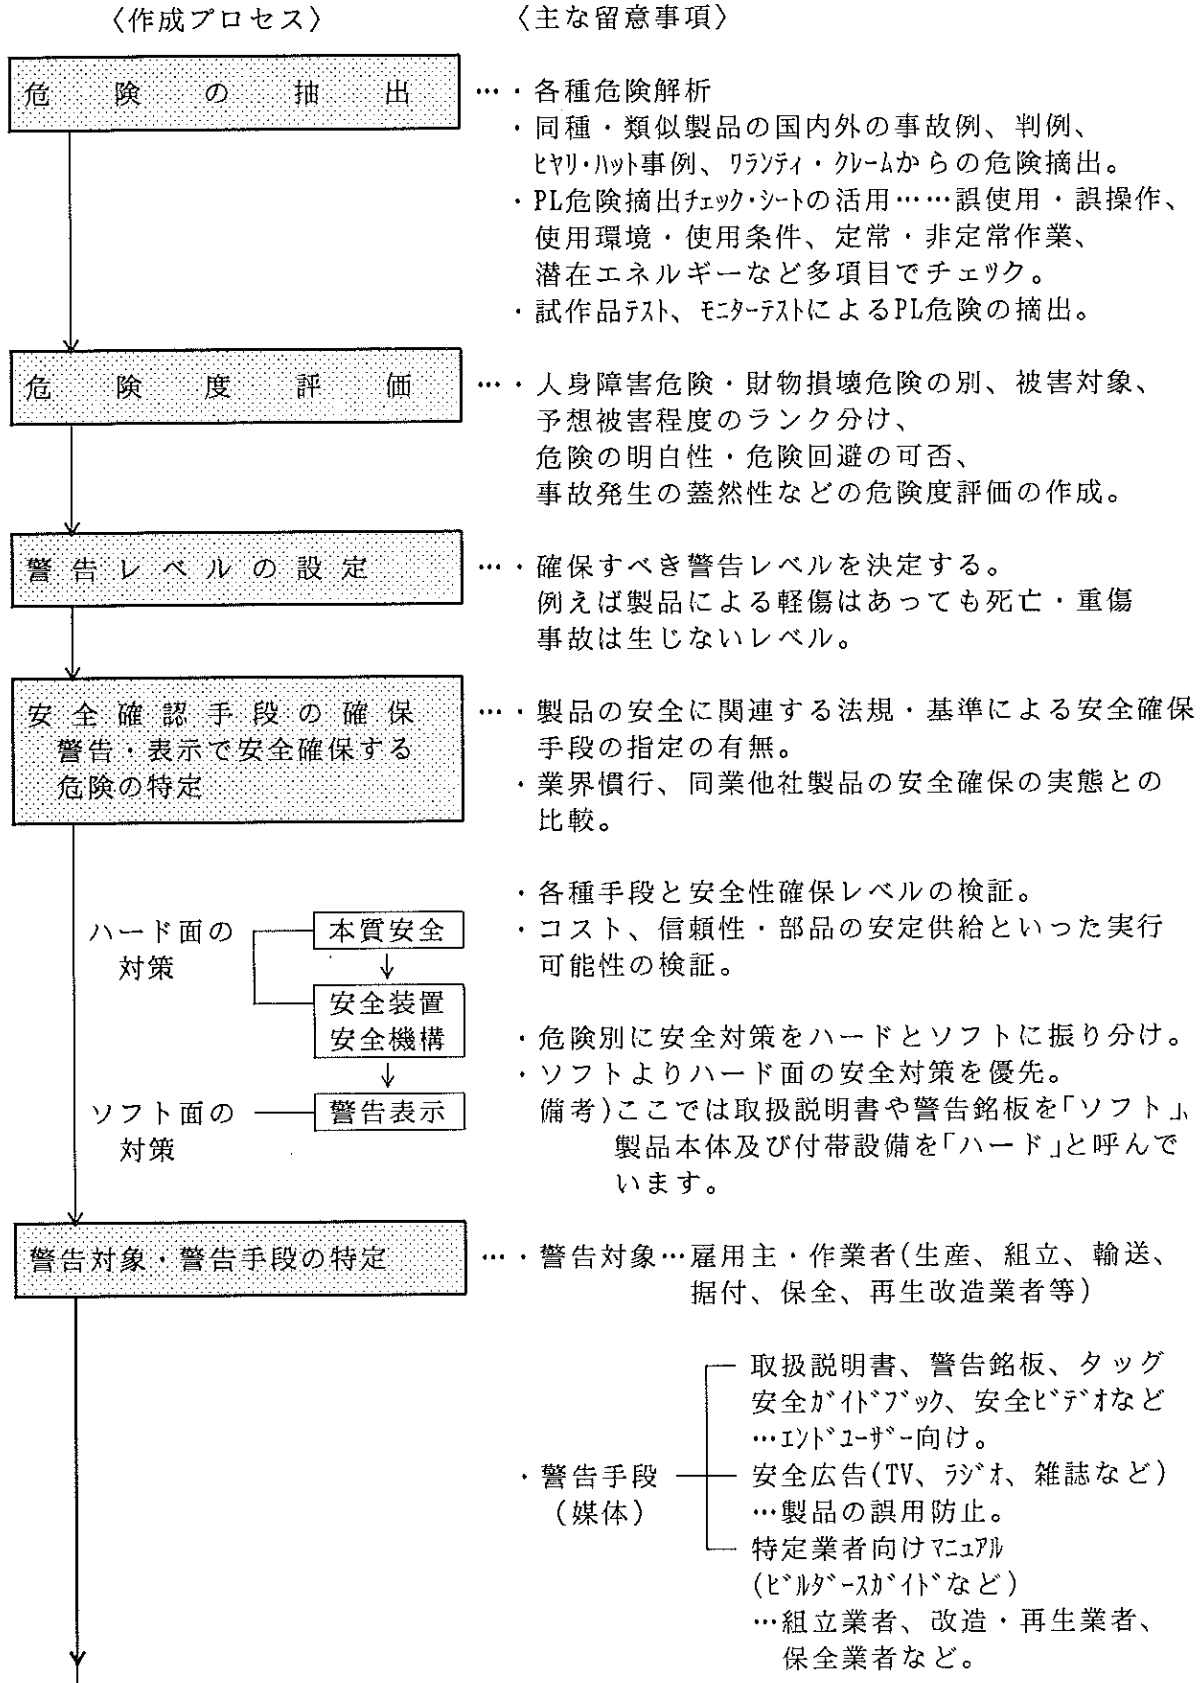 〈作成プロセス〉
〈主な留意事項〉
危険の抽出
…・各種危険解析
・同種・類似製品の国内外の事故例、判例、
ヒヤリ・ハット事例、ワランティ・クレームからの危険摘出。
・PL危険摘出チェック・シートの活用……誤使用・誤操作、
使用環境・使用条件、定常・非定常作業、
潜在エネルギーなど多項目でチェック。
・試作品テスト、モニターテストによるPL危険の摘出。
危険度評価
…・人身障害危険・財物損壊危険の別、被害対象、
予想被害程度のランク分け、
危険の明白性・危険回避の可否、
事故発生の蓋然性などの危険度評価の作成。
警告レベルの設定
…・確保すべき警告レベルを決定する。
例えば製品による軽傷はあっても死亡・重傷
事故は生じないレベル。
安全確認手段の確保
警告・表示で安全確保する
危険の特定
…・製品の安全に関連する法規・基準による安全確保
手段の指定の有無。
・業界慣行、同業他社製品の安全確保の実態との
比較。
ハード面の
対策
本質安全
↓
安全装置
安全機構
↓
ソフト面の
対策
警告表示
・各種手段と安全性確保レベルの検証。
・コスト、信頼性・部品の安定供給といった実行
可能性の検証。
・危険別に安全対策をハードとソフトに振り分け。
・ソフトよりハード面の安全対策を優先。
備考)ここでは取扱説明書や警告銘板を「ソフト」、
製品本体及び付帯設備を「ハード」と呼んで
います。
警告対象・警告手段の特定
…・警告対象…雇用主・作業者(生産、組立、輸送、
据付、保全、再生改造業者等)
・警告手段
(媒体)
取扱説明書、警告銘板、タッグ
安全ガイドブック、安全ビデオなど
…エンドユーザー向け。
安全広告(TV、ラジオ、雑誌など)
…製品の誤用防止。
特定業者向けマニュアル
(ビルダースガイドなど)
…組立業者、改造・再生業者、
保全業者など。